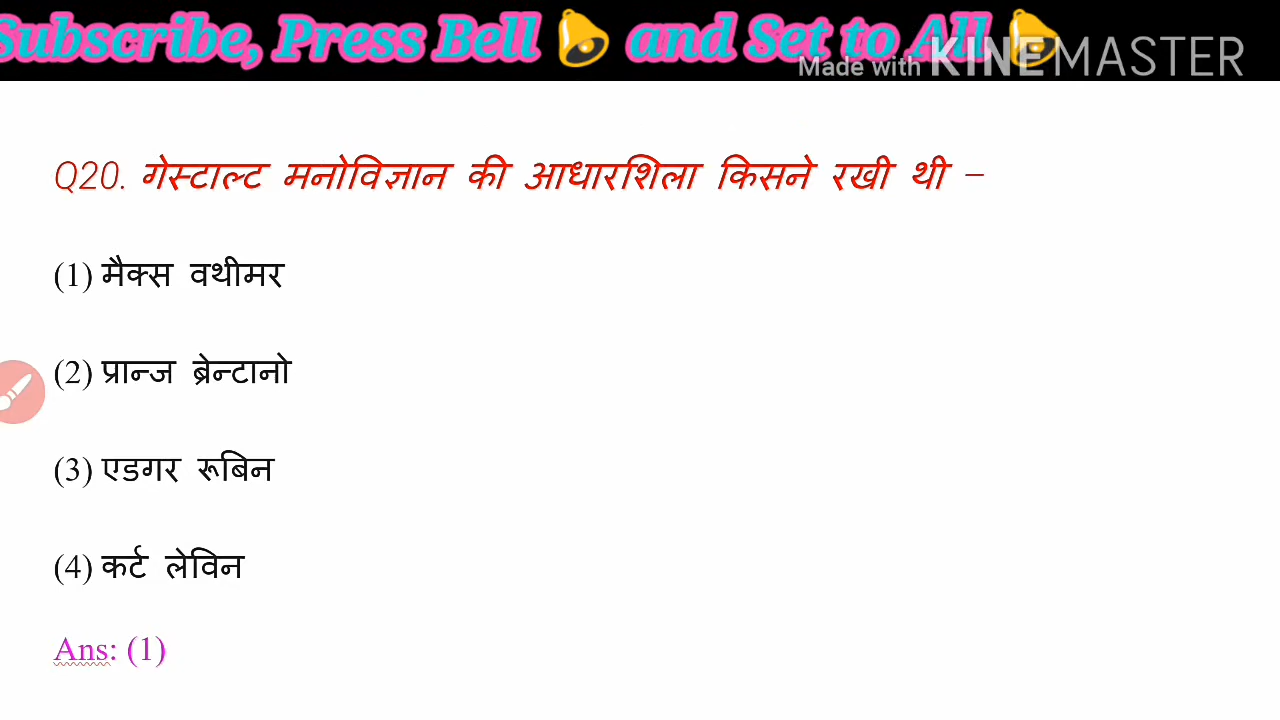 Subscribe, Press Bell 🔔 and Set to All 🔔
Made with KINEMASTER
Q20. गेस्टाल्ट मनोविज्ञान की आधारशिला किसने रखी थी –
(1) मैक्स वथीमर
(2) प्रान्ज ब्रेन्टानो
(3) एडगर रूबिन
(4) कर्ट लेविन
Ans: (1)